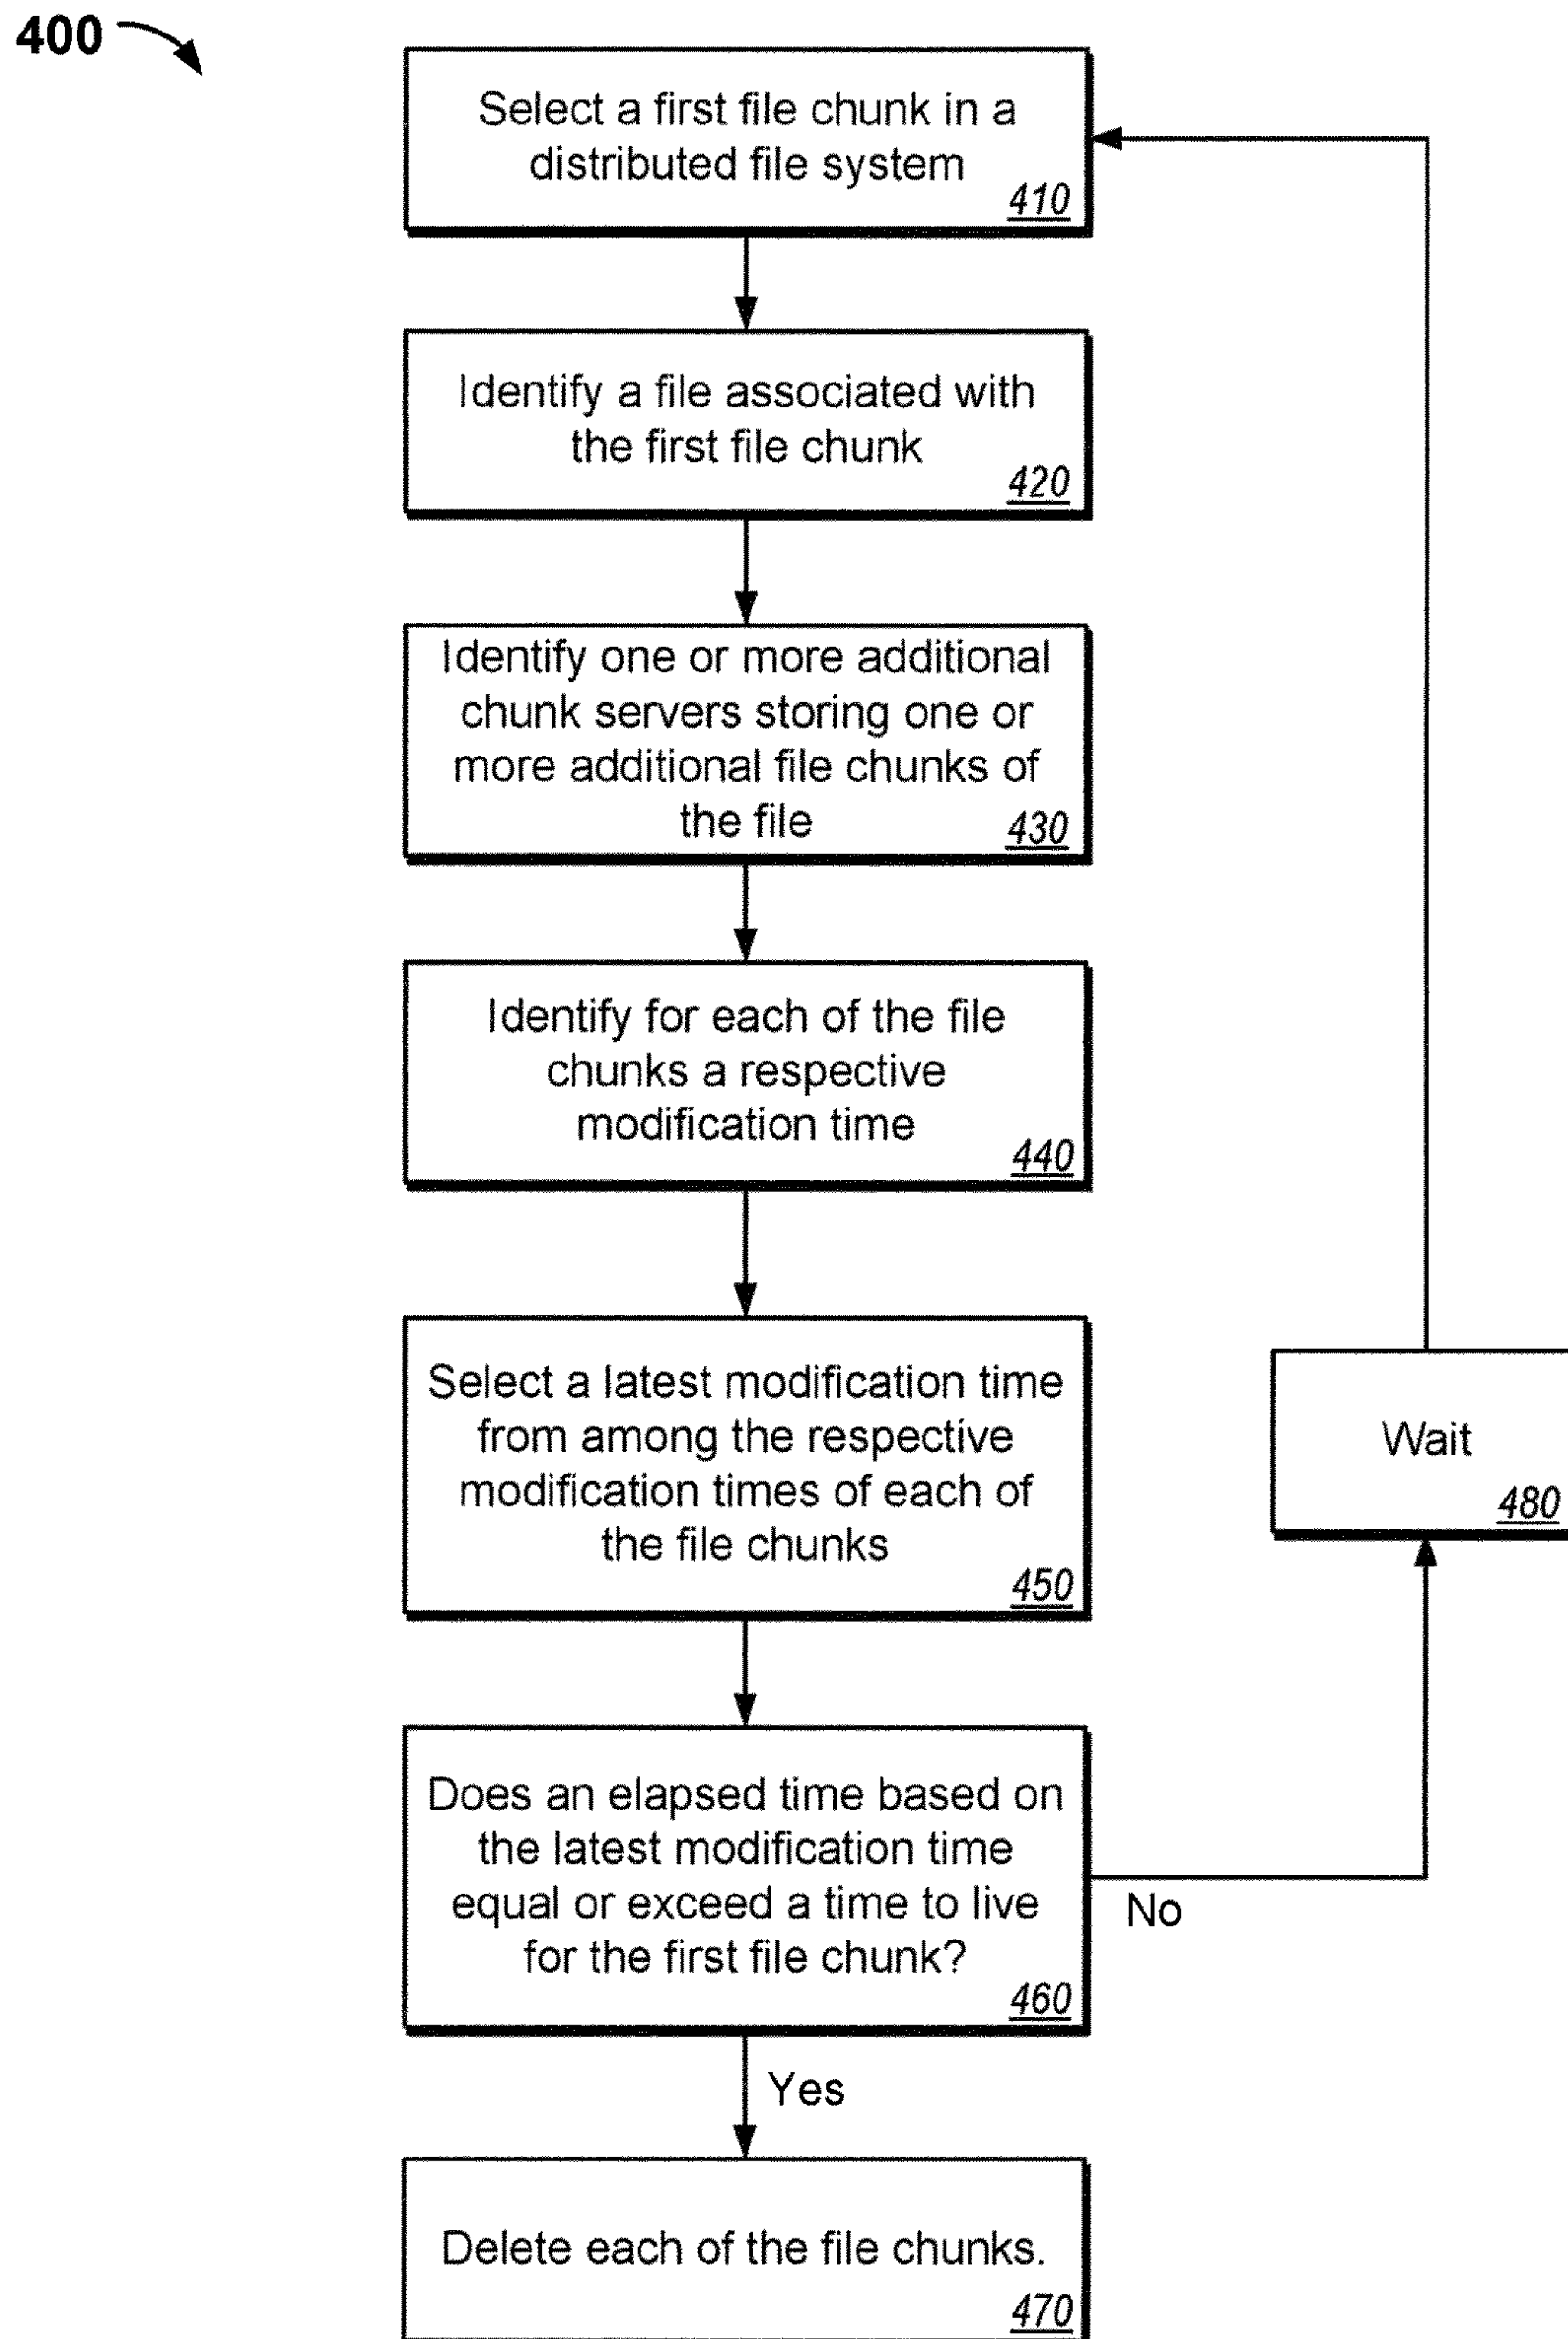 400
Select a first file chunk in a
distributed file system
410
Identify a file associated with
the first file chunk
420
Identify one or more additional
chunk servers storing one or
more additional file chunks of
the file
430
Identify for each of the file
chunks a respective
modification time
440
Select a latest modification time
from among the respective
modification times of each of
the file chunks
450
Wait
480
Does an elapsed time based on
the latest modification time
equal or exceed a time to live
for the first file chunk?
460
No
Yes
Delete each of the file chunks.
470